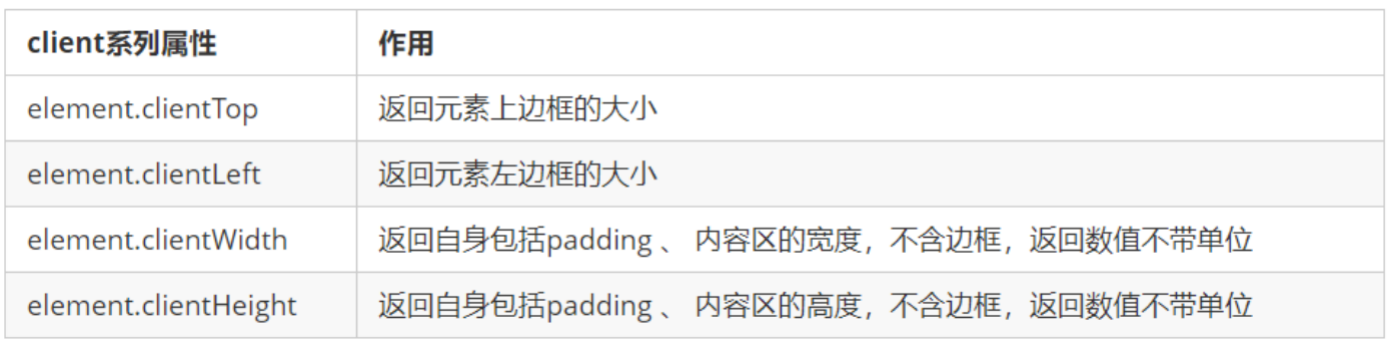 client系列属性 作用
element.clientTop 返回元素上边框的大小
element.clientLeft 返回元素左边框的大小
element.clientWidth 返回自身包括padding 、 内容区的宽度，不含边框，返回数值不带单位
element.clientHeight 返回自身包括padding 、 内容区的高度，不含边框，返回数值不带单位